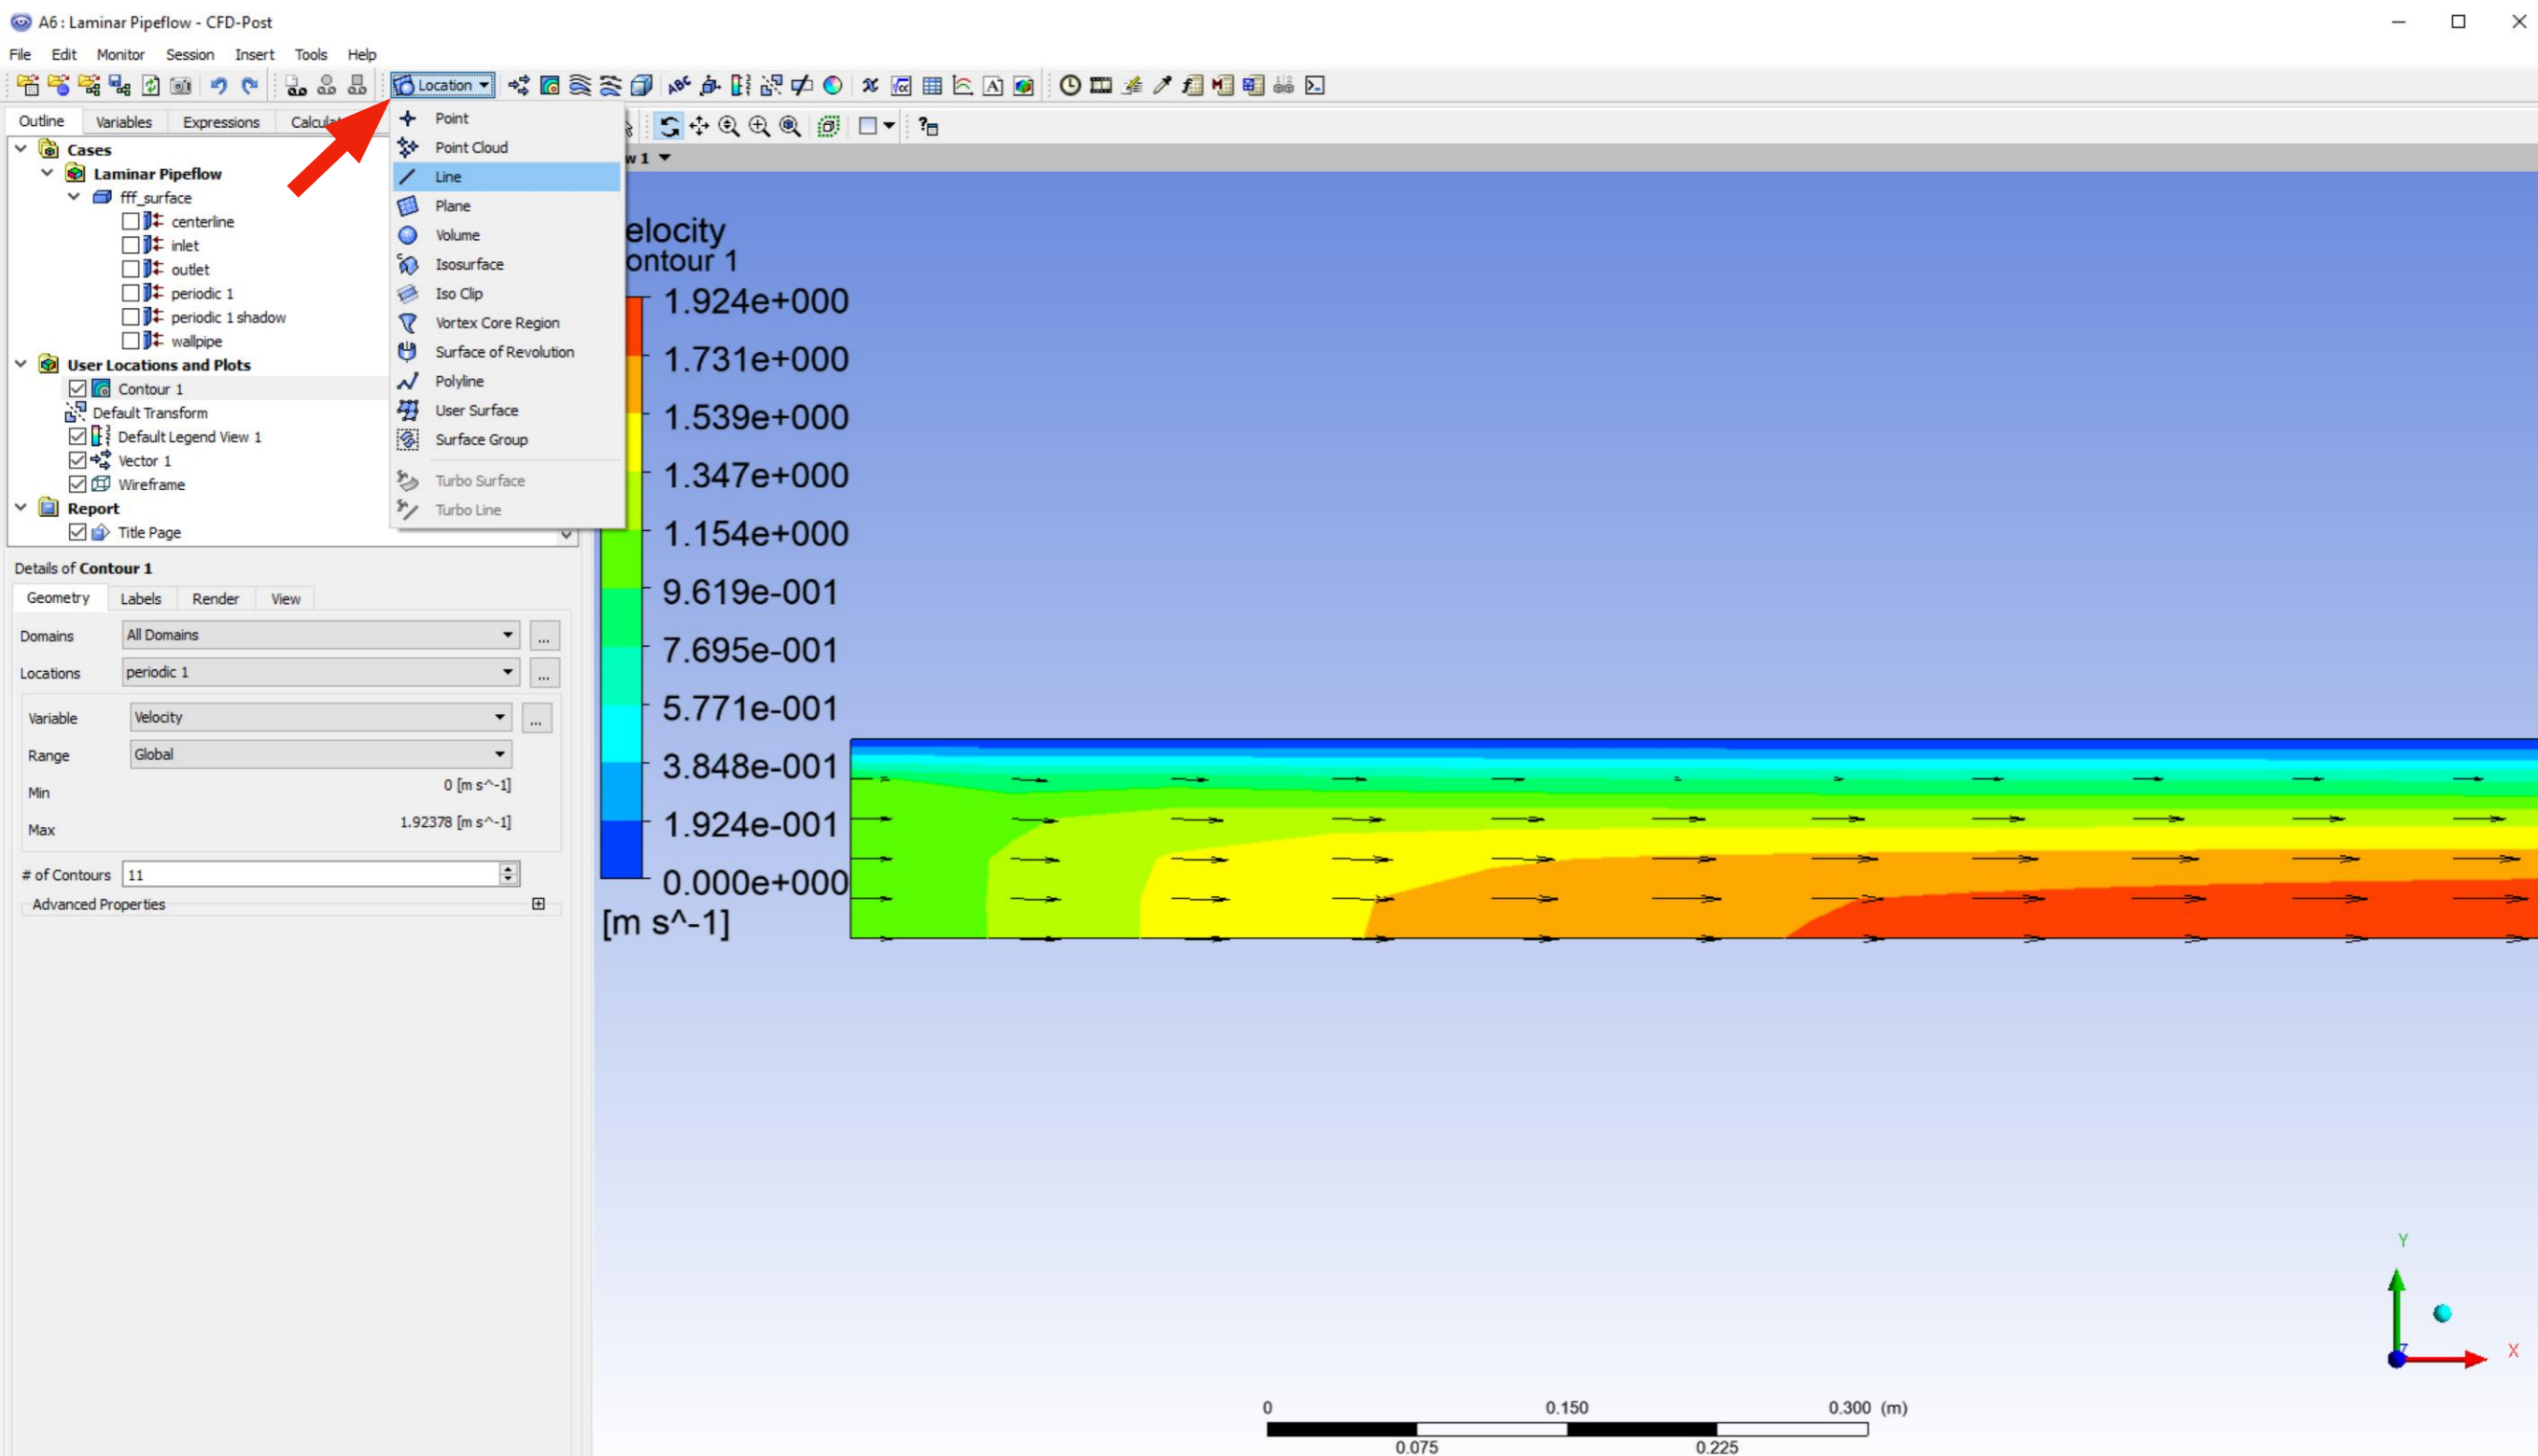 A6 : Laminar Pipeflow - CFD-Post
File Edit Monitor Session Insert Tools Help
Location
Outline Variables Expressions
Cases
Laminar Pipeflow
fff_surface
centerline
inlet
outlet
periodic 1
periodic 1 shadow
wallpipe
User Locations and Plots
Contour 1
Default Transform
Default Legend View 1
Vector 1
Wireframe
Report
Title Page
Point
Point Cloud
Line
Plane
Volume
Isosurface
Iso Clip
Vortex Core Region
Surface of Revolution
Polyline
User Surface
Surface Group
Turbo Surface
Turbo Line
w 1
elocity
ontour 1
1.924e+000
1.731e+000
1.539e+000
1.347e+000
1.154e+000
9.619e-001
7.695e-001
5.771e-001
3.848e-001
1.924e-001
0.000e+000
[m s^-1]
Details of Contour 1
Geometry Labels Render View
Domains All Domains ...
Locations periodic 1 ...
Variable Velocity ...
Range Global
Min 0 [m s^-1]
Max 1.92378 [m s^-1]
# of Contours 11
Advanced Properties
Y
X
0 0.150 0.300 (m)
0.075 0.225